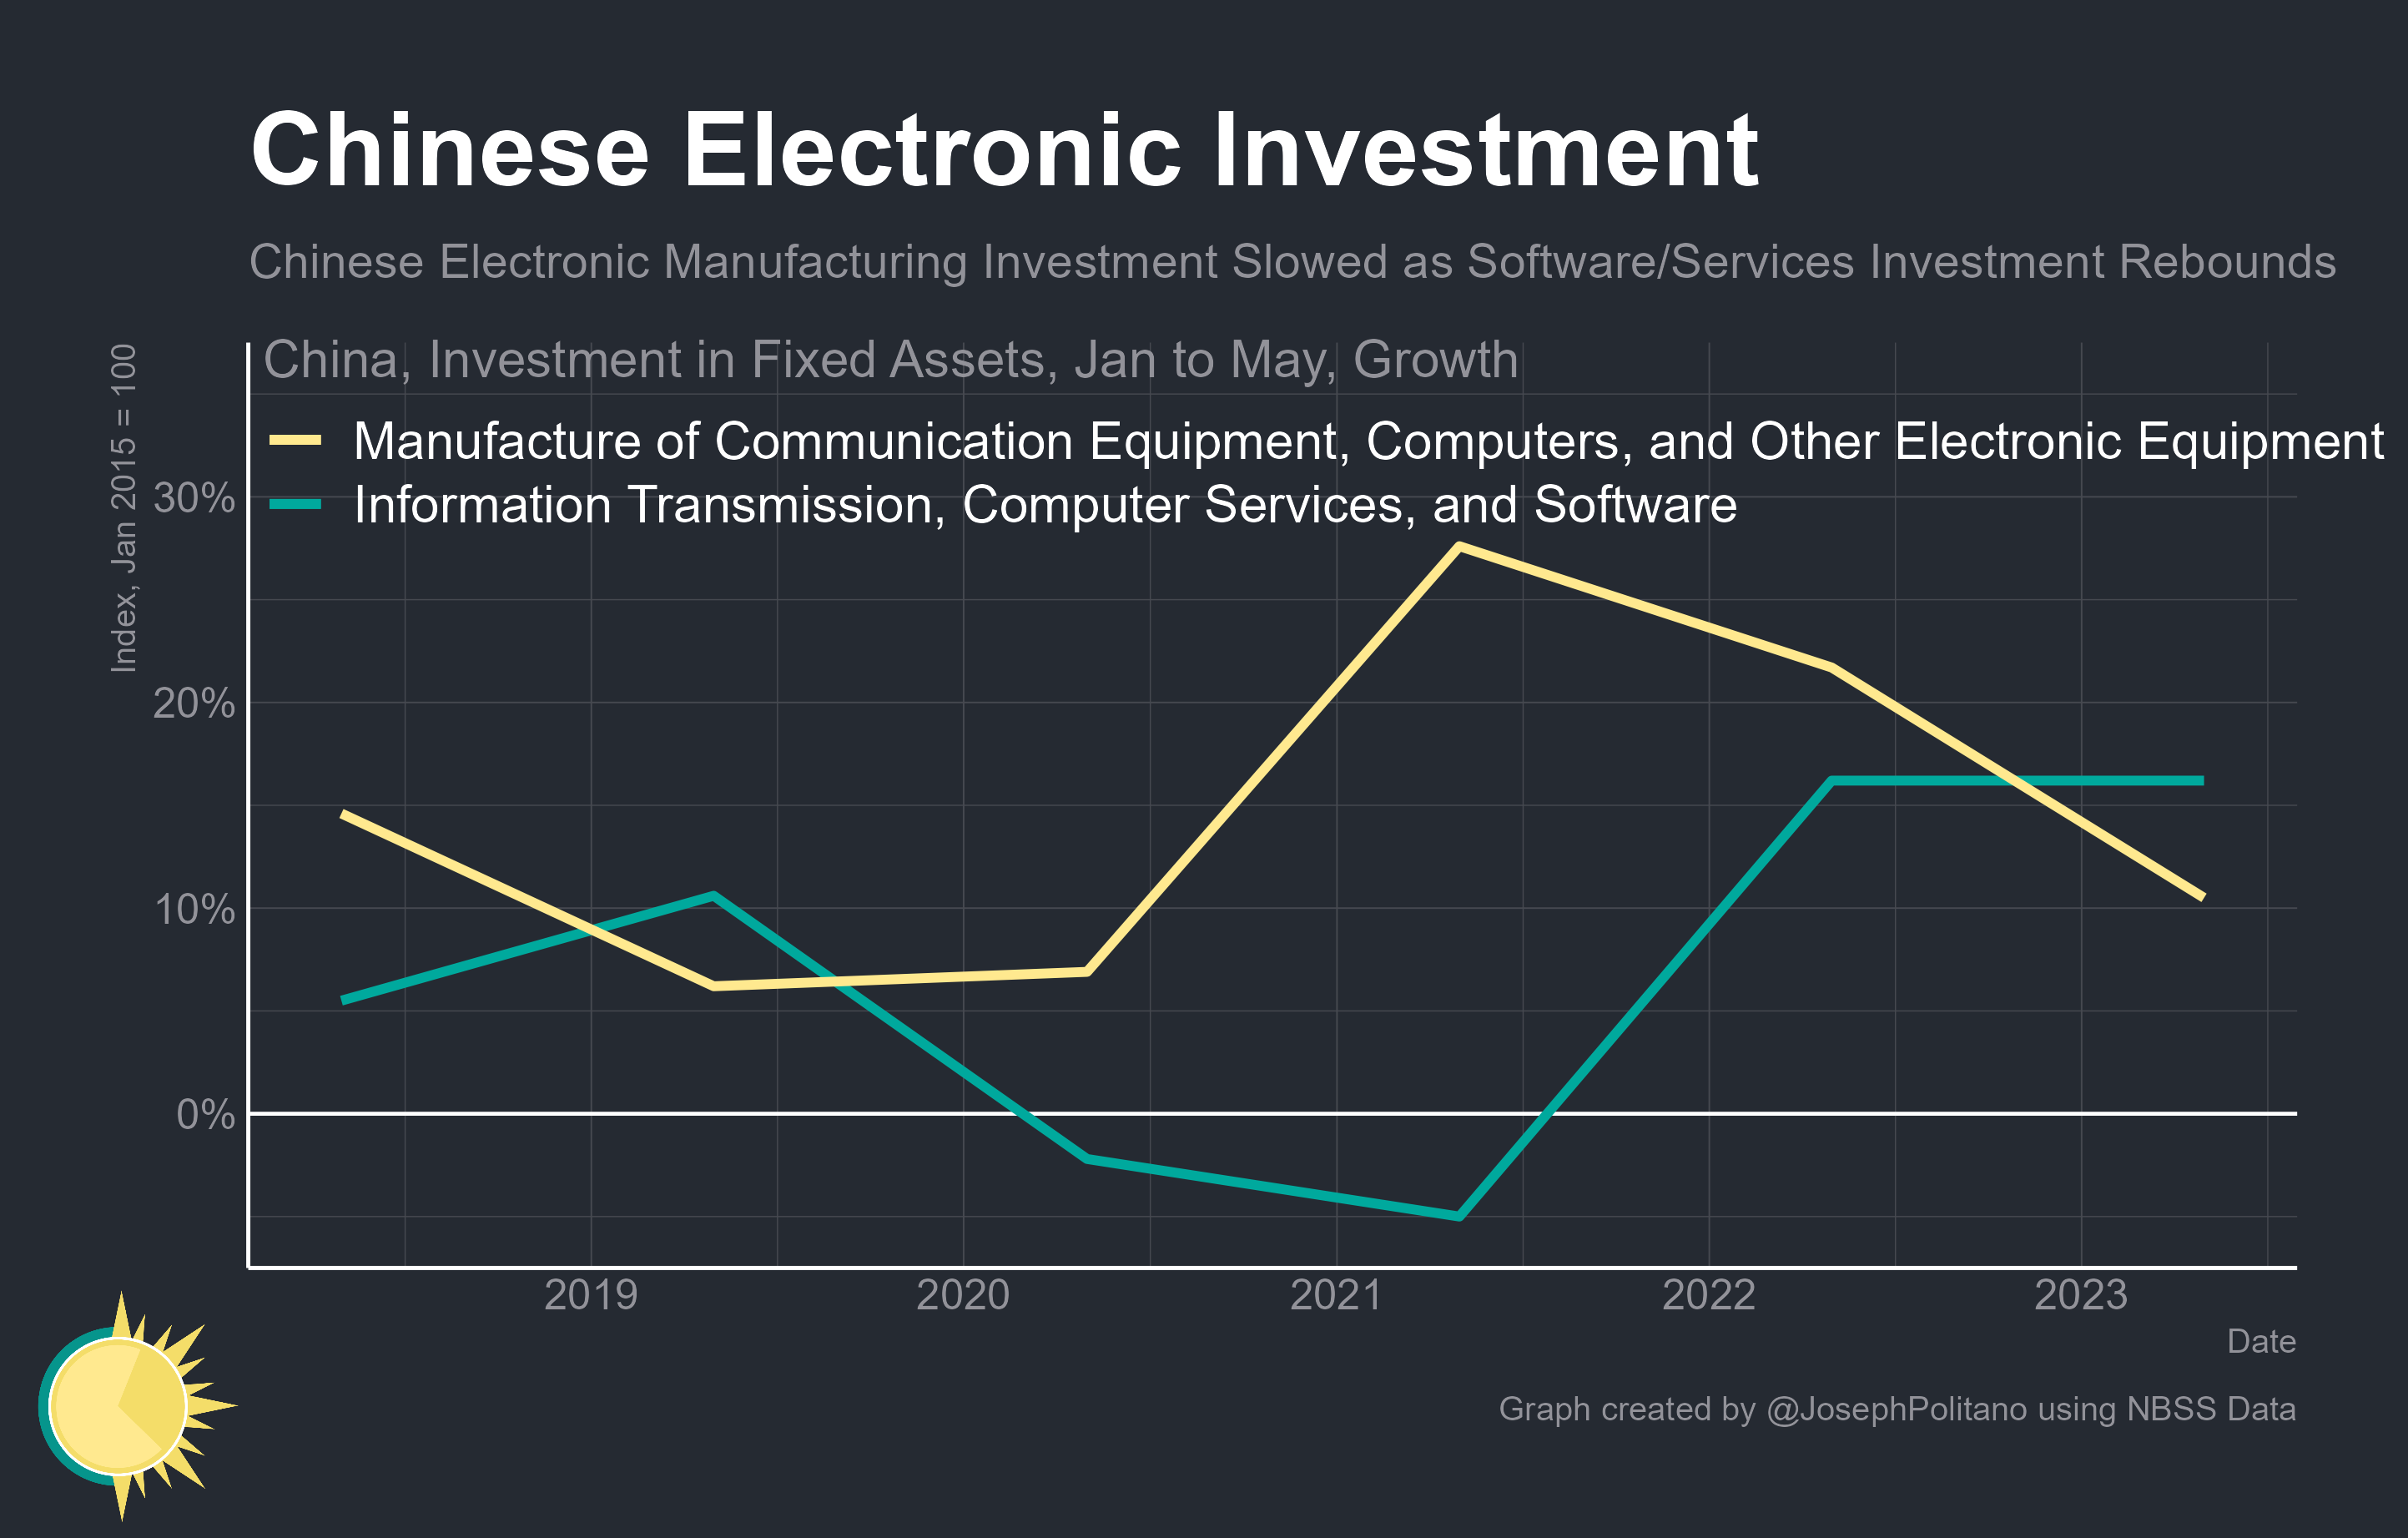 Chinese Electronic Investment
Chinese Electronic Manufacturing Investment Slowed as Software/Services Investment Rebounds
Index, Jan 2015 = 100
China, Investment in Fixed Assets, Jan to May, Growth
Manufacture of Communication Equipment, Computers, and Other Electronic Equipment
Information Transmission, Computer Services, and Software
30%
20%
10%
0%
2019 2020 2021 2022 2023
Date
Graph created by @JosephPolitano using NBSS Data